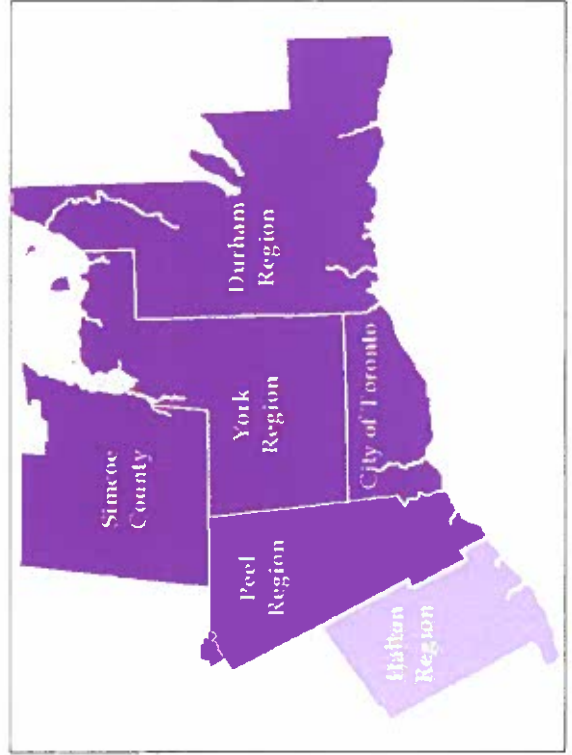 Simcoe
County
York
Region
Durham
Region
Peel
Region
City of Toronto
Halton
Region